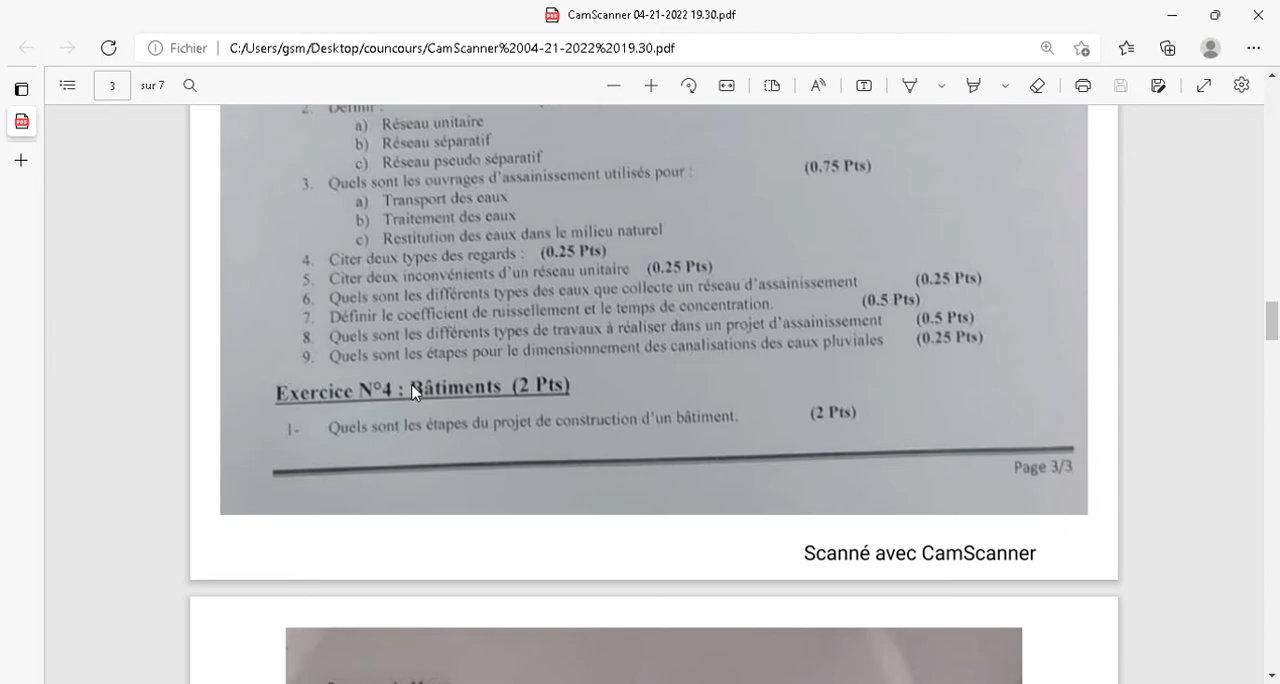 CamScanner 04-21-2022 19.30.pdf
Fichier C:/Users/gsm/Desktop/councours/CamScanner%2004-21-2022%2019.30.pdf
3 sur 7
2. Définir :
a) Réseau unitaire
b) Réseau séparatif
c) Réseau pseudo séparatif
3. Quels sont les ouvrages d'assainissement utilisés pour : (0.75 Pts)
a) Transport des eaux
b) Traitement des eaux
c) Restitution des eaux dans le milieu naturel
4. Citer deux types des regards : (0.25 Pts)
5. Citer deux inconvénients d'un réseau unitaire (0.25 Pts)
6. Quels sont les différents types des eaux que collecte un réseau d'assainissement (0.25 Pts)
7. Définir le coefficient de ruissellement et le temps de concentration. (0.5 Pts)
8. Quels sont les différents types de travaux à réaliser dans un projet d'assainissement (0.5 Pts)
9. Quels sont les étapes pour le dimensionnement des canalisations des eaux pluviales (0.25 Pts)
Exercice N°4 : Bâtiments (2 Pts)
1- Quels sont les étapes du projet de construction d'un bâtiment. (2 Pts)
Page 3/3
Scanné avec CamScanner